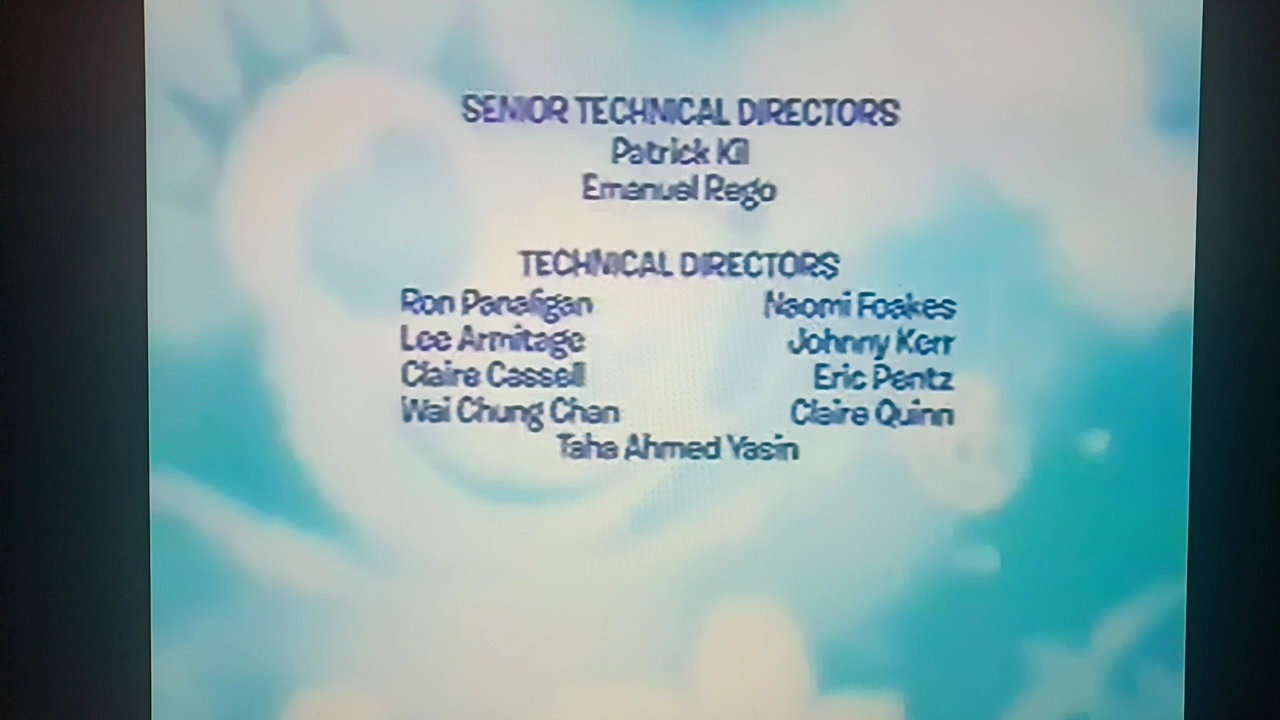 SENIOR TECHNICAL DIRECTORS
Patrick Kil
Emanuel Rego
TECHNICAL DIRECTORS
Ron Panaligan Naomi Foakes
Lee Armitage Johnny Kerr
Claire Cassell Eric Pentz
Wai Chung Chan Claire Quinn
Taha Ahmed Yasin